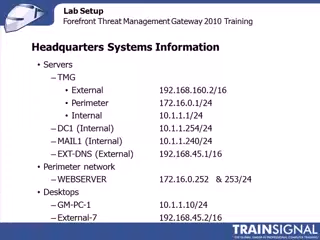 Lab Setup
Forefront Threat Management Gateway 2010 Training
Headquarters Systems Information
• Servers
– TMG
• External 192.168.160.2/16
• Perimeter 172.16.0.1/24
• Internal 10.1.1.1/24
– DC1 (Internal) 10.1.1.254/24
– MAIL1 (Internal) 10.1.1.240/24
– EXT-DNS (External) 192.168.45.1/16
• Perimeter network
– WEBSERVER 172.16.0.252 & 253/24
• Desktops
– GM-PC-1 10.1.1.10/24
– External-7 192.168.45.2/16
TRAINSIGNAL